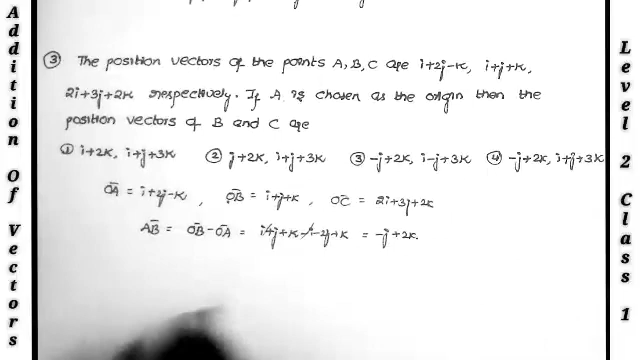 Addition Of Vectors
③ The position vectors of the points A, B, C are i+2j-k, i+j+k,
2i+3j+2k respectively. If A is chosen as the origin then the
position vectors of B and C are
① i+2k, i+j+3k ② j+2k, i+j+3k ③ -j+2k, i-j+3k ④ -j+2k, i+j+3k
OA̅ = i+2j-k, OB̅ = i+j+k, OC̅ = 2i+3j+2k
AB̅ = OB̅-OA̅ = i+j+k-i-2j+k = -j+2k.
Level 2 Class 1